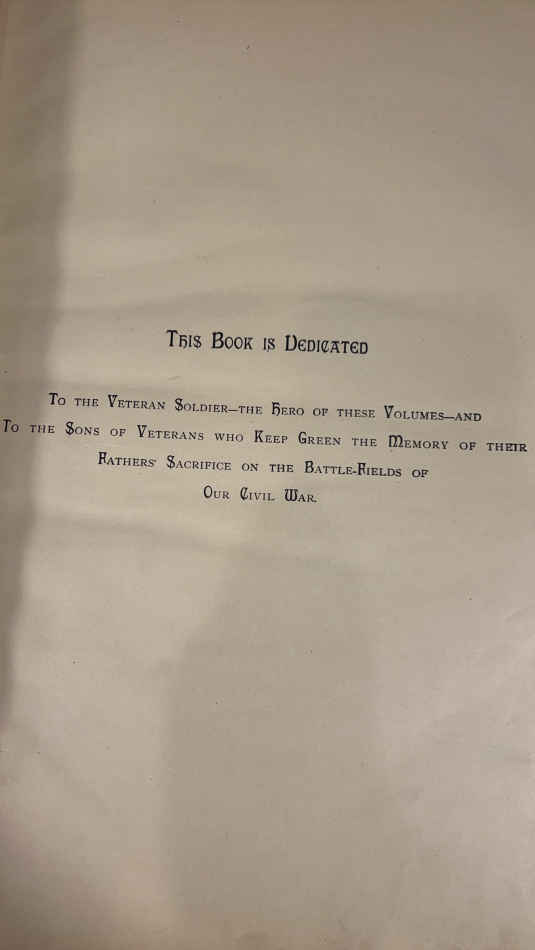 This Book is Dedicated
To the Veteran Soldier—the Hero of these Volumes—and
To the Sons of Veterans who Keep Green the Memory of their
Fathers' Sacrifice on the Battle-Fields of
Our Civil War.